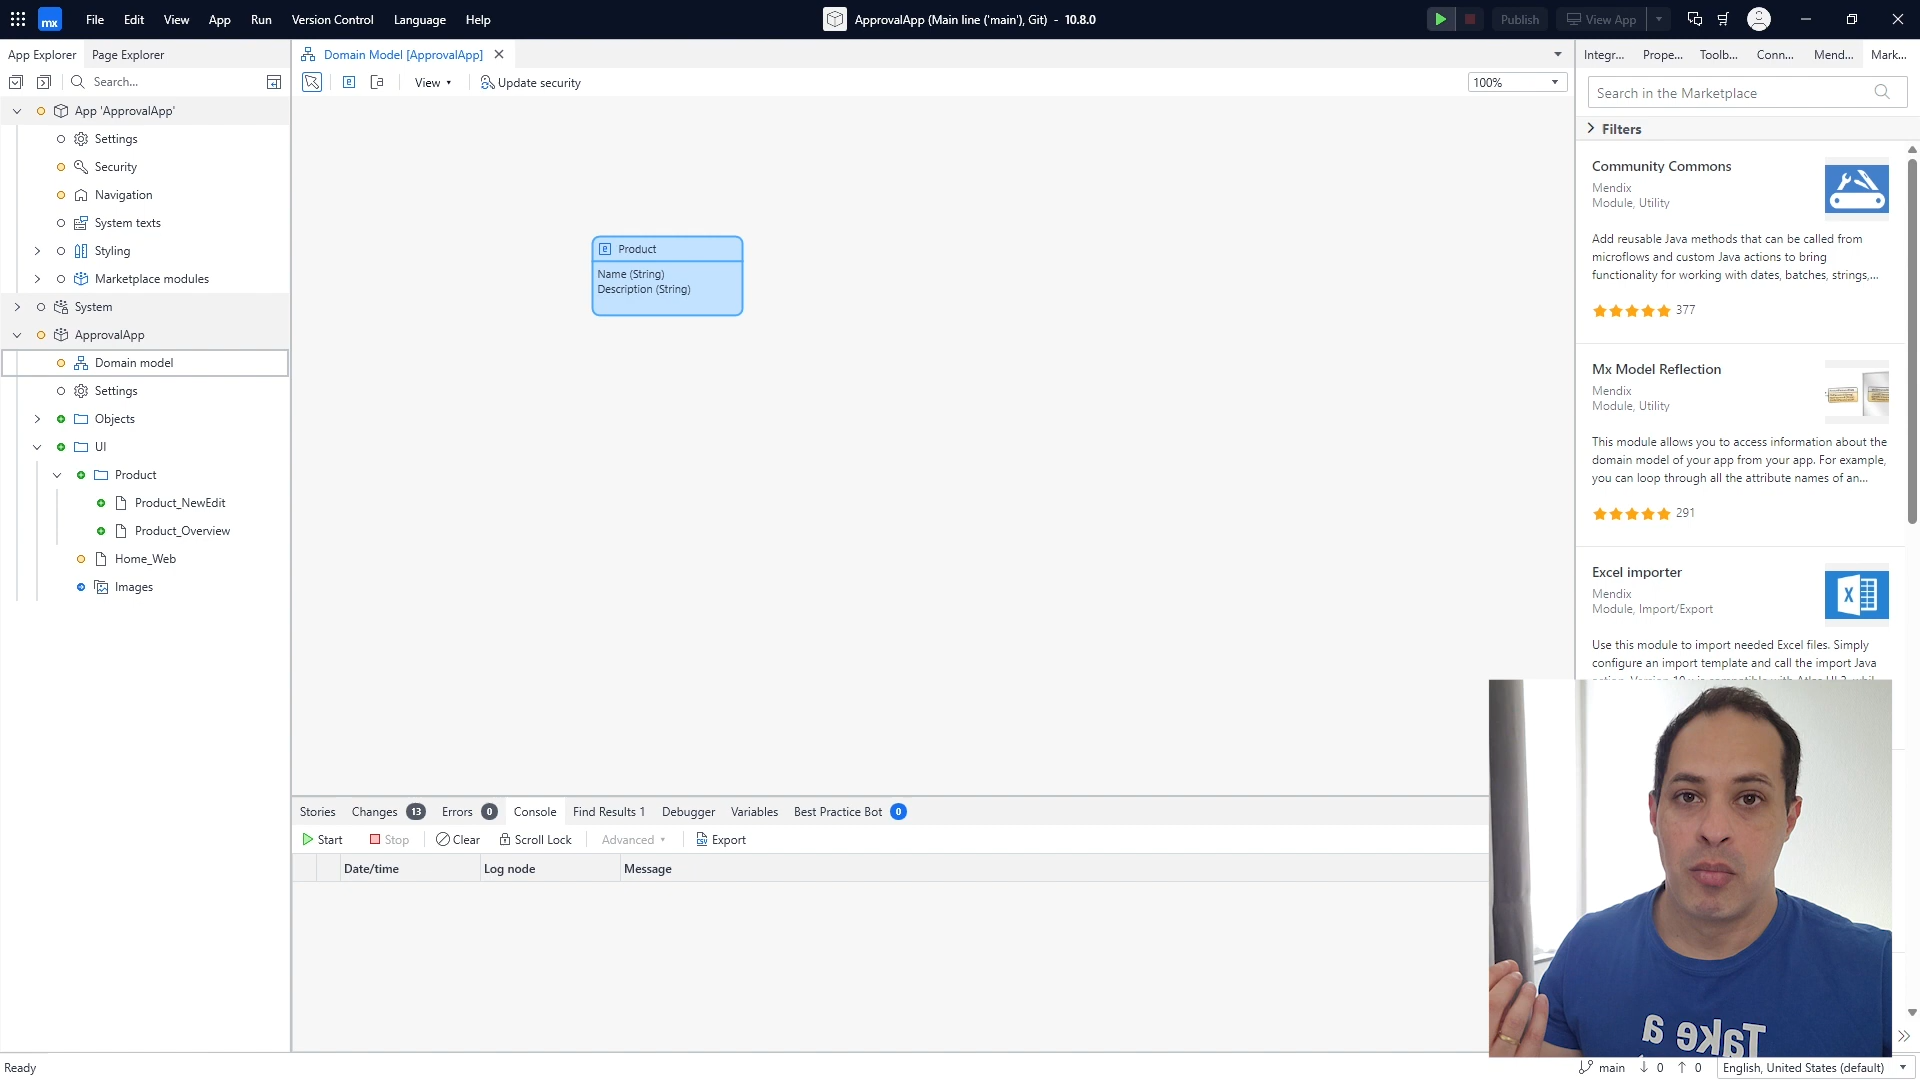 mx File Edit View App Run Version Control Language Help
ApprovalApp (Main line ('main'), Git) - 10.8.0
Publish View App
App Explorer Page Explorer
Search...
App 'ApprovalApp'
Settings
Security
Navigation
System texts
Styling
Marketplace modules
System
ApprovalApp
Domain model
Settings
Objects
UI
Product
Product_NewEdit
Product_Overview
Home_Web
Images
Domain Model [ApprovalApp]
View Update security
100%
Product
Name (String)
Description (String)
Stories Changes 13 Errors 0 Console Find Results 1 Debugger Variables Best Practice Bot 0
Start Stop Clear Scroll Lock Advanced Export
Date/time Log node Message
Integr... Prope... Toolb... Conn... Mend... Mark...
Search in the Marketplace
Filters
Community Commons
Mendix
Module, Utility
Add reusable Java methods that can be called from
microflows and custom Java actions to bring
functionality for working with dates, batches, strings,...
377
Mx Model Reflection
Mendix
Module, Utility
This module allows you to access information about the
domain model of your app from your app. For example,
you can loop through all the attribute names of an...
291
Excel importer
Mendix
Module, Import/Export
Use this module to import needed Excel files. Simply
configure an import template and call the import Java
Take a
Ready
main 0 0 English, United States (default)